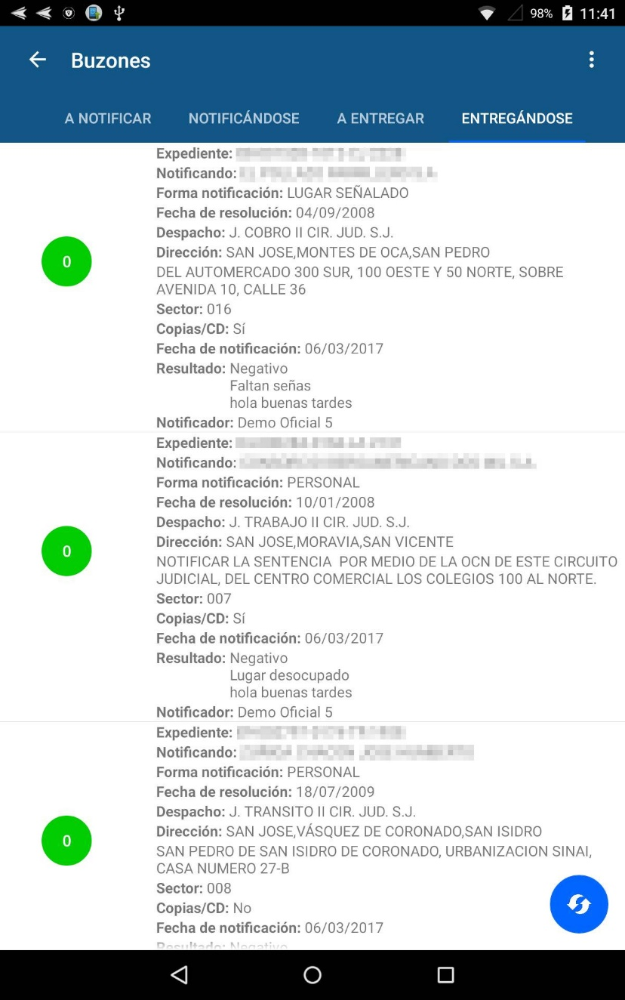 98% 11:41
Buzones
A NOTIFICAR NOTIFICÁNDOSE A ENTREGAR ENTREGÁNDOSE
Expediente:
Notificando:
Forma notificación: LUGAR SEÑALADO
Fecha de resolución: 04/09/2008
Despacho: J. COBRO II CIR. JUD. S.J.
Dirección: SAN JOSE,MONTES DE OCA,SAN PEDRO
DEL AUTOMERCADO 300 SUR, 100 OESTE Y 50 NORTE, SOBRE
AVENIDA 10, CALLE 36
0
Sector: 016
Copias/CD: Sí
Fecha de notificación: 06/03/2017
Resultado: Negativo
Faltan señas
hola buenas tardes
Notificador: Demo Oficial 5
Expediente:
Notificando:
Forma notificación: PERSONAL
Fecha de resolución: 10/01/2008
Despacho: J. TRABAJO II CIR. JUD. S.J.
Dirección: SAN JOSE,MORAVIA,SAN VICENTE
NOTIFICAR LA SENTENCIA  POR MEDIO DE LA OCN DE ESTE CIRCUITO
JUDICIAL, DEL CENTRO COMERCIAL LOS COLEGIOS 100 AL NORTE.
0
Sector: 007
Copias/CD: Sí
Fecha de notificación: 06/03/2017
Resultado: Negativo
Lugar desocupado
hola buenas tardes
Notificador: Demo Oficial 5
Expediente:
Notificando:
Forma notificación: PERSONAL
Fecha de resolución: 18/07/2009
Despacho: J. TRANSITO II CIR. JUD. S.J.
Dirección: SAN JOSE,VÁSQUEZ DE CORONADO,SAN ISIDRO
SAN PEDRO DE SAN ISIDRO DE CORONADO, URBANIZACION SINAI,
CASA NUMERO 27-B
0
Sector: 008
Copias/CD: No
Fecha de notificación: 06/03/2017
Resultado: Negativo